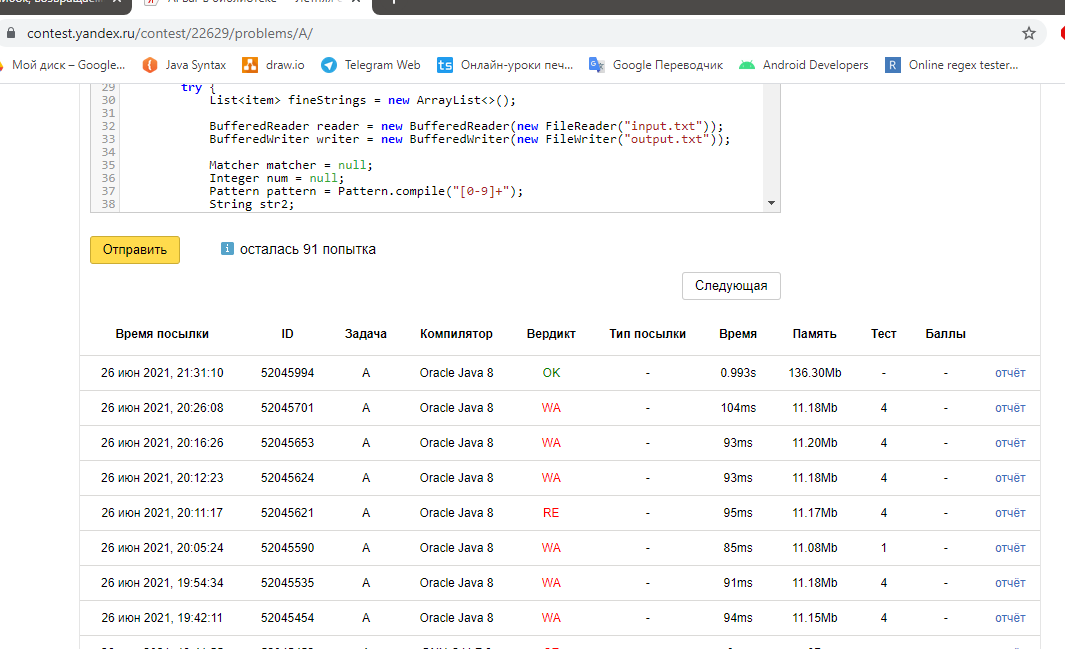 contest.yandex.ru/contest/22629/problems/A/
Мой диск – Google... Java Syntax draw.io Telegram Web ts Онлайн-уроки печ... Google Переводчик Android Developers R Online regex tester...
29 try {
30 List<item> fineStrings = new ArrayList<>();
31
32 BufferedReader reader = new BufferedReader(new FileReader("input.txt"));
33 BufferedWriter writer = new BufferedWriter(new FileWriter("output.txt"));
34
35 Matcher matcher = null;
36 Integer num = null;
37 Pattern pattern = Pattern.compile("[0-9]+");
38 String str2;
Отправить i осталась 91 попытка
Следующая
Время посылки ID Задача Компилятор Вердикт Тип посылки Время Память Тест Баллы
26 июн 2021, 21:31:10 52045994 A Oracle Java 8 OK - 0.993s 136.30Mb - - отчёт
26 июн 2021, 20:26:08 52045701 A Oracle Java 8 WA - 104ms 11.18Mb 4 - отчёт
26 июн 2021, 20:16:26 52045653 A Oracle Java 8 WA - 93ms 11.20Mb 4 - отчёт
26 июн 2021, 20:12:23 52045624 A Oracle Java 8 WA - 93ms 11.18Mb 4 - отчёт
26 июн 2021, 20:11:17 52045621 A Oracle Java 8 RE - 95ms 11.17Mb 4 - отчёт
26 июн 2021, 20:05:24 52045590 A Oracle Java 8 WA - 85ms 11.08Mb 1 - отчёт
26 июн 2021, 19:54:34 52045535 A Oracle Java 8 WA - 91ms 11.18Mb 4 - отчёт
26 июн 2021, 19:42:11 52045454 A Oracle Java 8 WA - 94ms 11.15Mb 4 - отчёт